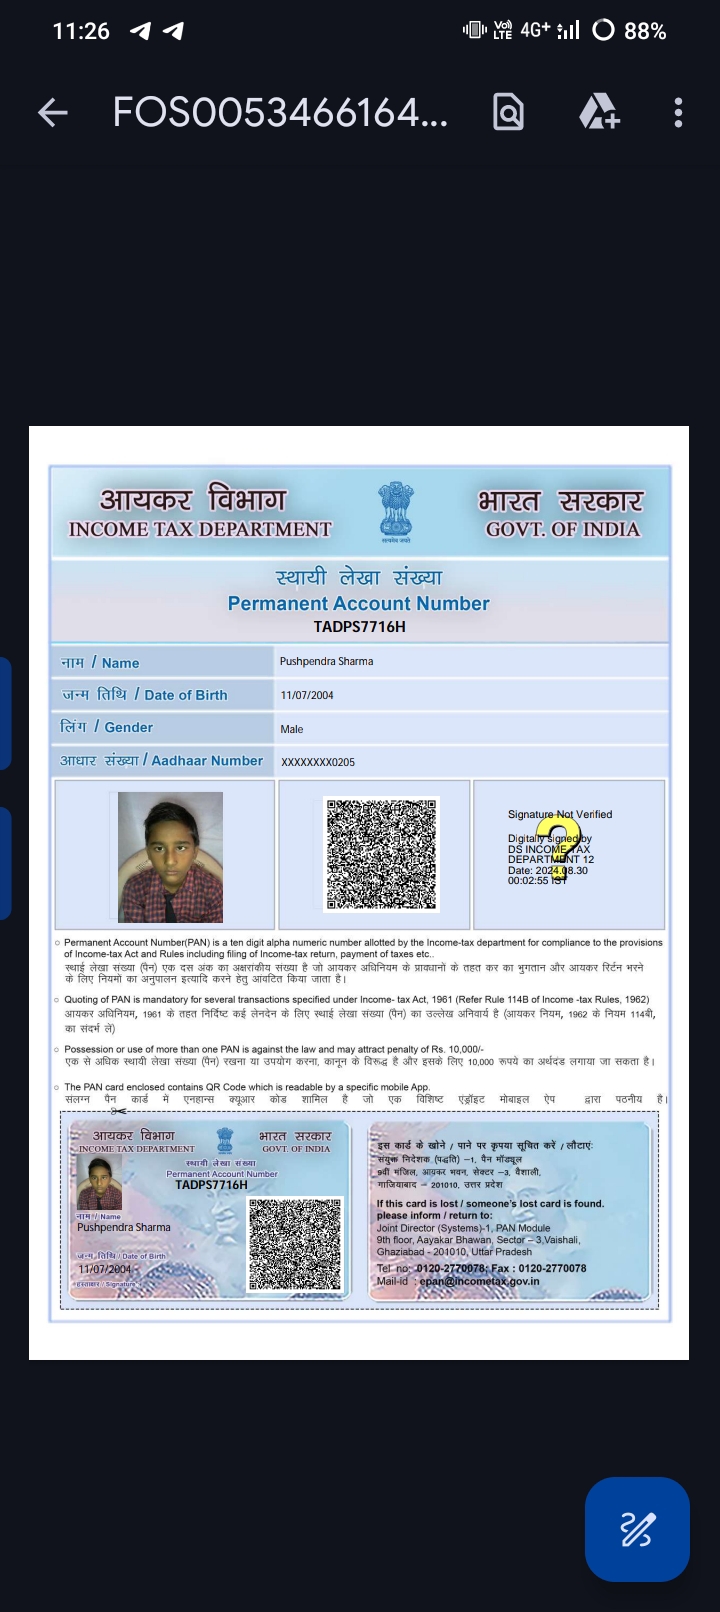 11:26
Vo) LTE 4G+ 88%
FOS0053466164...
आयकर विभाग
INCOME TAX DEPARTMENT
सत्यमेव जयते
भारत सरकार
GOVT. OF INDIA
स्थायी लेखा संख्या
Permanent Account Number
TADPS7716H
नाम / Name
Pushpendra Sharma
जन्म तिथि / Date of Birth
11/07/2004
लिंग / Gender
Male
आधार संख्या / Aadhaar Number
XXXXXXXX0205
Signature Not Verified
Digitally signed by
DS INCOME TAX
DEPARTMENT 12
Date: 2024.08.30
00:02:55 IST
Permanent Account Number(PAN) is a ten digit alpha numeric number allotted by the Income-tax department for compliance to the provisions
of Income-tax Act and Rules including filing of Income-tax return, payment of taxes etc..
स्थाई लेखा संख्या (पैन) एक दस अंक का अक्षरांकीय संख्या है जो आयकर अधिनियम के प्रावधानों के तहत कर का भुगतान और आयकर रिर्टन भरने
के लिए नियमों का अनुपालन इत्यादि करने हेतु आवंटित किया जाता है।
Quoting of PAN is mandatory for several transactions specified under Income- tax Act, 1961 (Refer Rule 114B of Income -tax Rules, 1962)
आयकर अधिनियिम, 1961 के तहत निर्दिष्ट कई लेनदेन के लिए स्थाई लेखा संख्या (पैन) का उल्लेख अनिवार्य है (आयकर नियम, 1962 के नियम 114बी,
का संदर्भ लें)
Possession or use of more than one PAN is against the law and may attract penalty of Rs. 10,000/-
एक से अधिक स्थायी लेखा संख्या (पैन) रखना या उपयोग करना, कानून के विरूद्ध है और इसके लिए 10,000 रूपये का अर्थदंड लगाया जा सकता है।
The PAN card enclosed contains QR Code which is readable by a specific mobile App.
संलग्न पैन कार्ड में एनहान्स क्यूआर कोड शामिल है जो एक विशिष्ट एंड्रॉइट मोबाइल ऐप द्वारा पठनीय है।
आयकर विभाग
INCOME TAX DEPARTMENT
भारत सरकार
GOVT. OF INDIA
स्थायी लेखा संख्या
Permanent Account Number
TADPS7716H
नाम / Name
Pushpendra Sharma
जन्म तिथि / Date of Birth
11/07/2004
हस्ताक्षर / Signature
इस कार्ड के खोने / पाने पर कृपया सूचित करें / लौटाएं:
संयुक्त निदेशक (पद्धति) –1, पैन मॉड्यूल
9वीं मंजिल, आयकर भवन, सेक्टर –3, वैशाली,
गाजियाबाद – 201010, उत्तर प्रदेश
If this card is lost / someone's lost card is found.
please inform / return to:
Joint Director (Systems)-1, PAN Module
9th floor, Aayakar Bhawan, Sector – 3,Vaishali,
Ghaziabad - 201010, Uttar Pradesh
Tel no: 0120-2770078; Fax : 0120-2770078
Mail-id : epan@incometax.gov.in